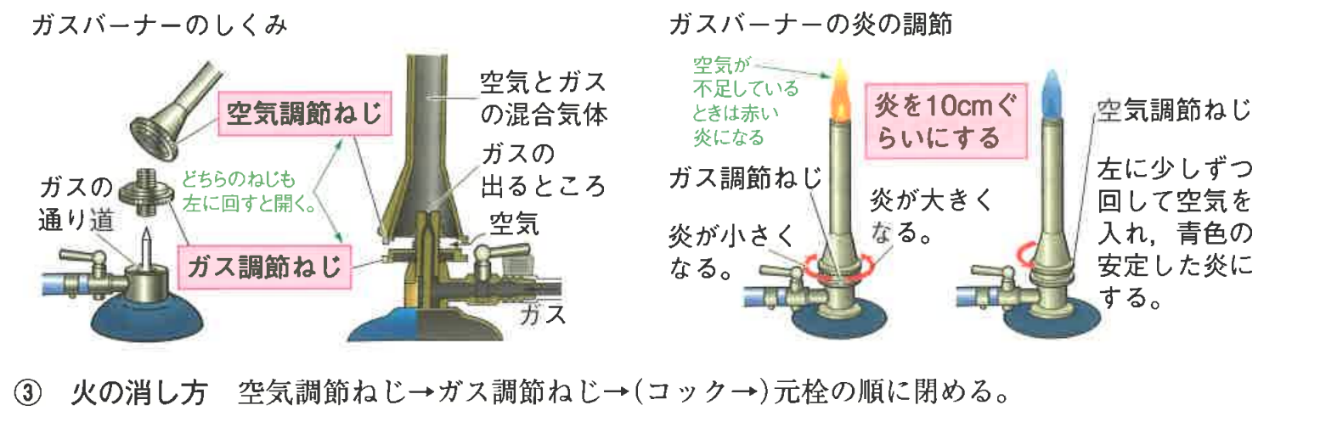 ガスバーナーのしくみ
空気調節ねじ
どちらのねじも
左に回すと開く。
ガスの
通り道
ガス調節ねじ
空気とガス
の混合気体
ガスの
出るところ
空気
ガス
ガスバーナーの炎の調節
空気が
不足している
ときは赤い
炎になる
炎を10cmぐ
らいにする
ガス調節ねじ
炎が小さく
なる。
炎が大きく
なる。
空気調節ねじ
左に少しずつ
回して空気を
入れ，青色の
安定した炎に
する。
③ 火の消し方 空気調節ねじ→ガス調節ねじ→(コック→)元栓の順に閉める。